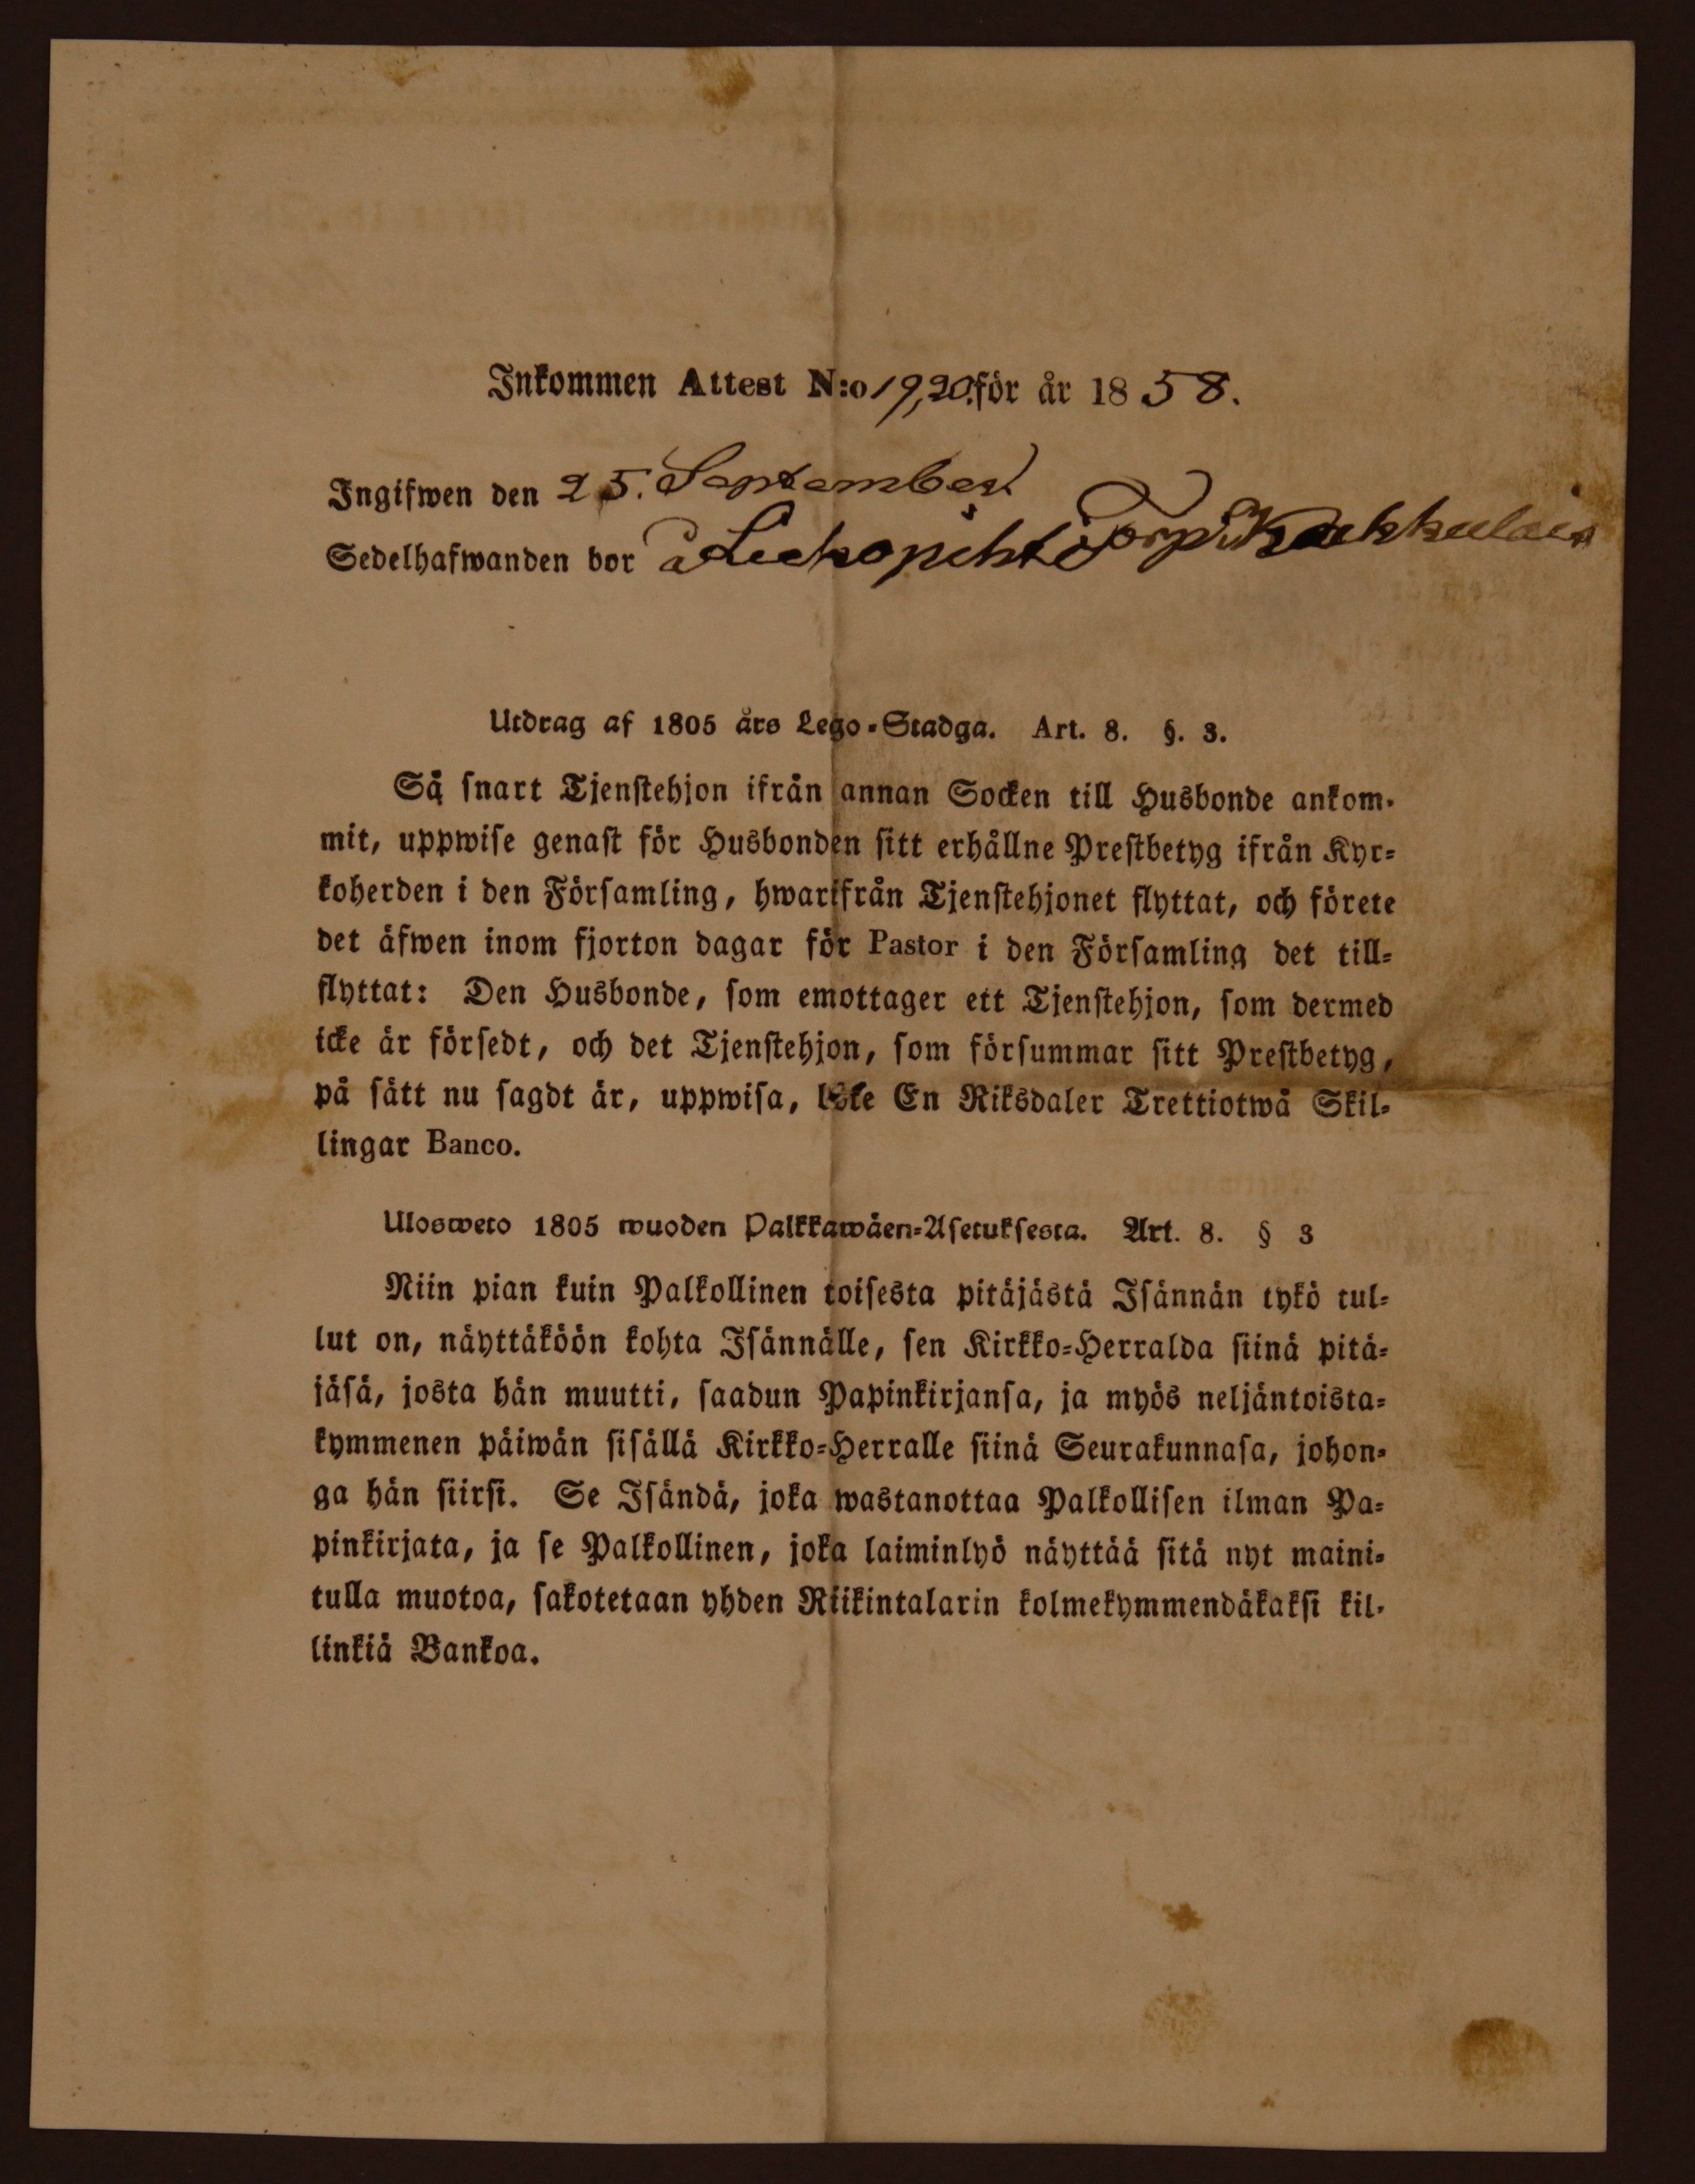 Inkommen Attest N:o 19,20. för år 1858.
Ingifwen den 25. September
Sedelhafwanden bor å Torp
Utdrag af 1805 års Lego-Stadga. Art. 8. §. 3.
Så snart Tjenstehjon ifrån annan Socken till Husbonde ankom-
mit, uppwise genast för Husbonden sitt erhållne Prestbetyg ifrån Kyr-
koherden i den Församling, hwarifrån Tjenstehjonet flyttat, och förete
det äfwen inom fjorton dagar för Pastor i den Församling det till-
flyttat: Den Husbonde, som emottager ett Tjenstehjon, som dermed
icke är försedt, och det Tjenstehjon, som försummar sitt Prestbetyg,
på sätt nu sagdt är, uppwisa, böte En Riksdaler Trettiotwå Skil-
lingar Banco.
Ulosweto 1805 wuoden Palkkawäen-Asetuksesta. Art. 8. § 3
Niin pian kuin Palkollinen toisesta pitäjästä Isännän tykö tul-
lut on, näyttäköön kohta Isännälle, sen Kirkko-Herralda siinä pitä-
jäsä, josta hän muutti, saadun Papinkirjansa, ja myös neljäntoista-
kymmenen päiwän sisällä Kirkko-Herralle siinä Seurakunnasa, johon-
ga hän siirsi. Se Isändä, joka wastanottaa Palkollisen ilman Pa-
pinkirjata, ja se Palkollinen, joka laiminlyö näyttää sitä nyt maini-
tulla muotoa, sakotetaan yhden Riikintalarin kolmekymmendäkaksi kil-
linkiä Bankoa.